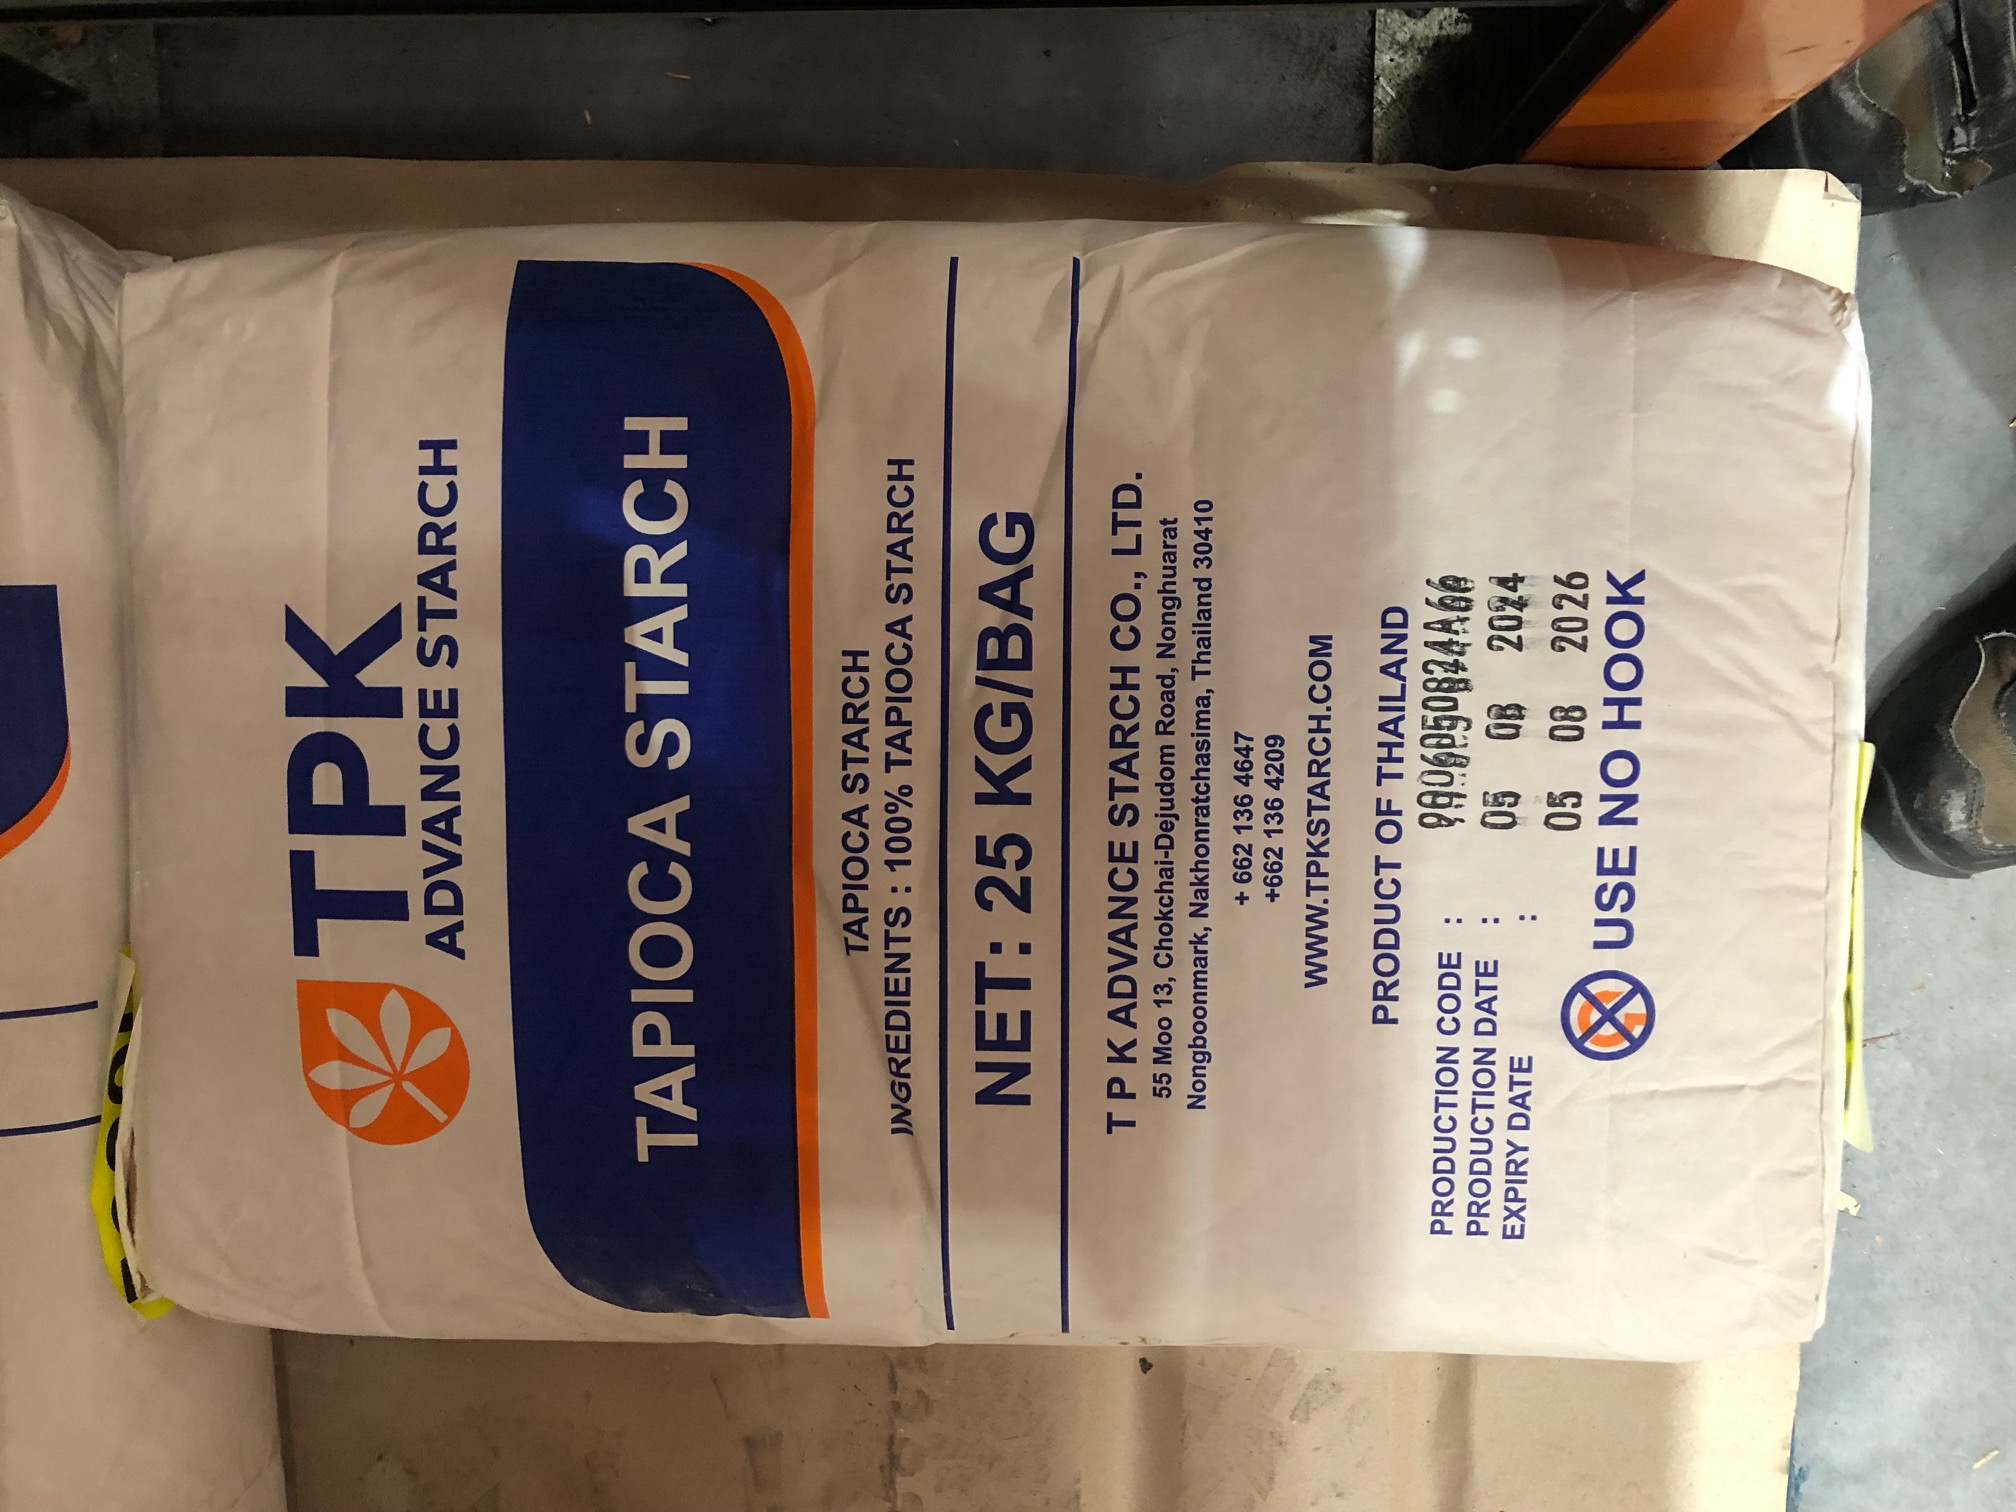 TPK
ADVANCE STARCH
TAPIOCA STARCH
TAPIOCA STARCH
INGREDIENTS : 100% TAPIOCA STARCH
NET: 25 KG/BAG
T P K ADVANCE STARCH CO., LTD.
55 Moo 13, Chokchai-Dejudom Road, Nonghuarat
Nongboonmark, Nakhonratchasima, Thailand 30410
+ 662 136 4647
+662 136 4209
WWW.TPKSTARCH.COM
PRODUCT OF THAILAND
PRODUCTION CODE :
PRODUCTION DATE : 05 08 2024
EXPIRY DATE : 05 08 2026
USE NO HOOK